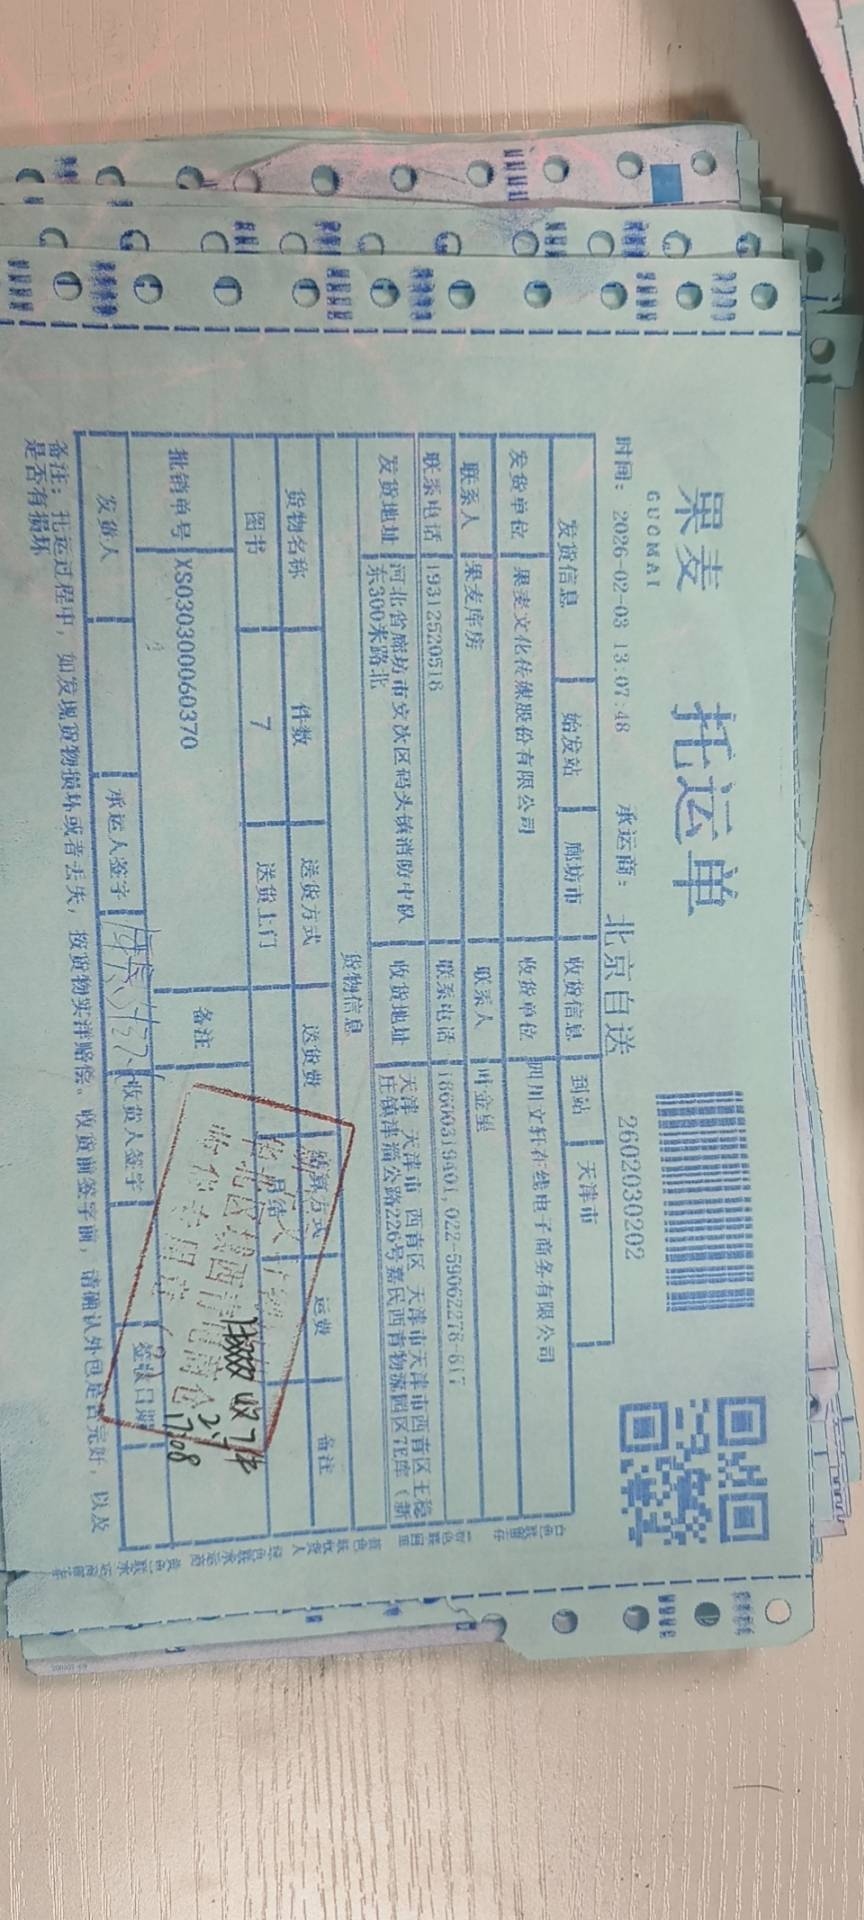 果麦
GUOMAI
托运单
时间： 2026-02-03 13:07:48 承运商： 北京自送 2602030202
发货信息 始发站 廊坊市 收货信息 到站 天津市
发货单位 果麦文化传媒股份有限公司 收货单位 四川文轩在线电子商务有限公司
联系人 果麦库房 联系人 叶金星
联系电话 19312520518 联系电话
发货地址 河北省廊坊市安次区码头镇消防中队 收货地址 天津 天津市 西青区 天津市天津市西青区王稳
东300米路北 庄镇津淄公路226号嘉民西青物流园区7E库（新
货物信息
货物名称 件数 送货方式 送货费 结算方式 运费 备注
图书 7 送货上门 月结
批销单号 XS030300060370 备注
发货人 承运人签字 收货人签字 签收日期
备注：托运过程中，如发现货物损坏或者丢失，按货物实洋赔偿。收货前签字前，请确认外包是否完好，以及
是否有损坏
收7件